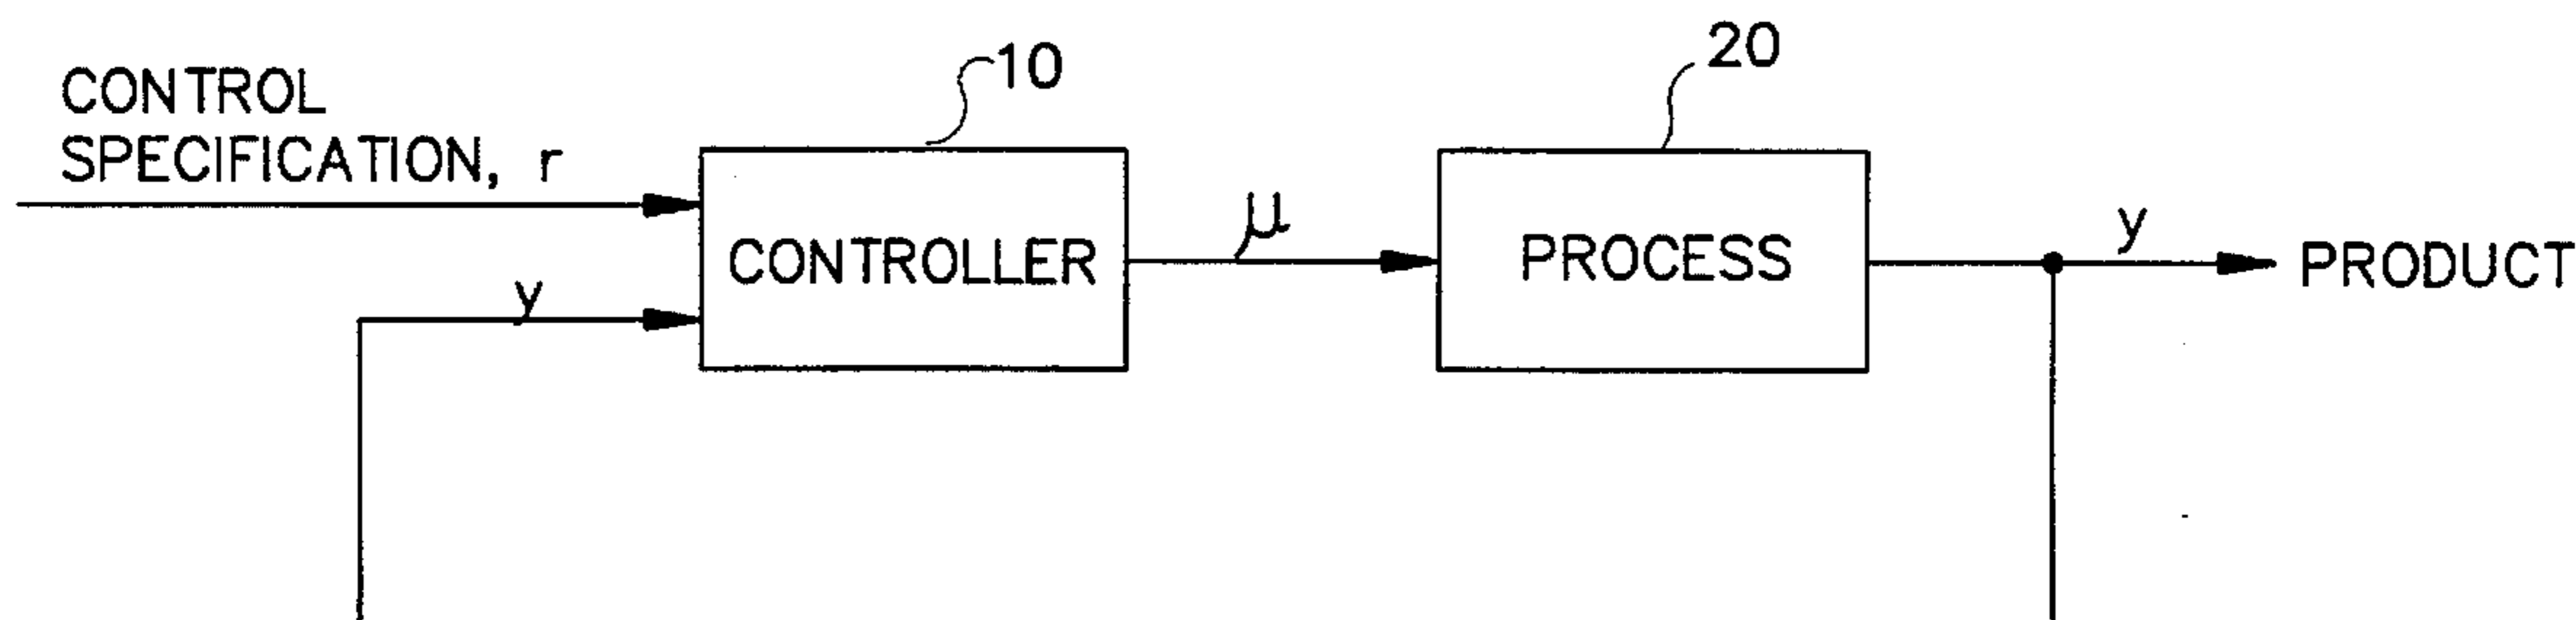 CONTROL
SPECIFICATION, r
10
20
y
CONTROLLER
μ
PROCESS
y
PRODUCT